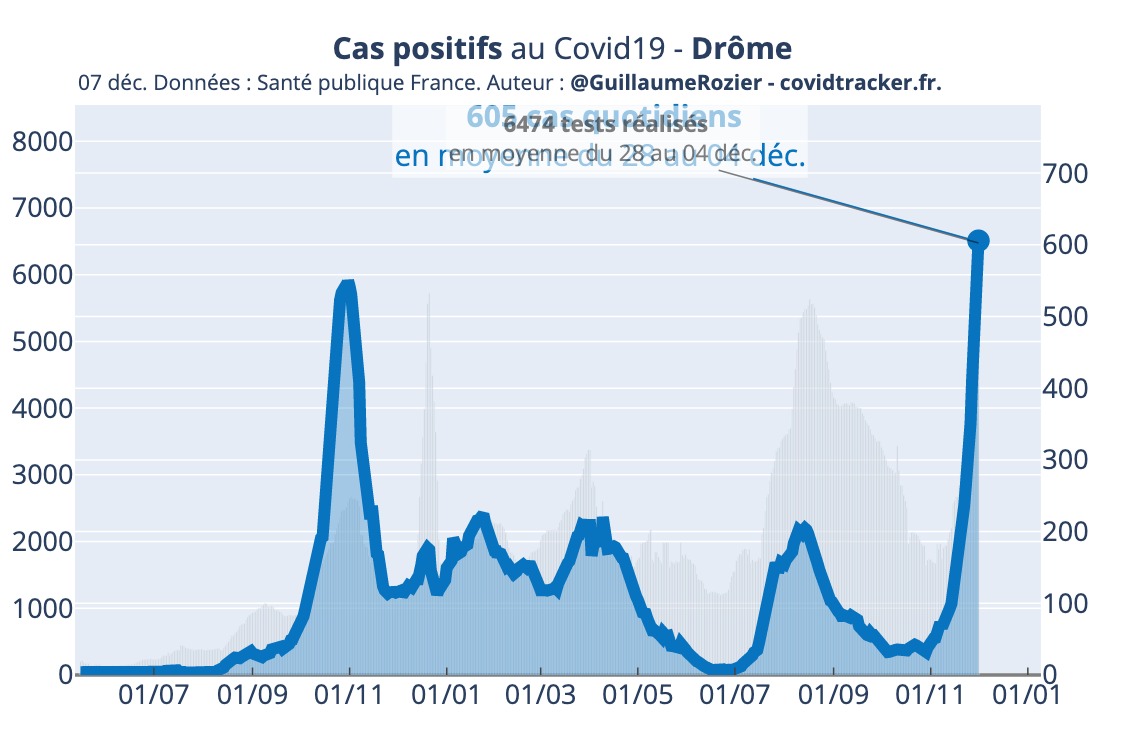 Cas positifs au Covid19 - Drôme
07 déc. Données : Santé publique France. Auteur : @GuillaumeRozier - covidtracker.fr.
605 cas quotidiens
6474 tests réalisés
en moyenne du 28 au 04 déc.
en moyenne du 28 au 04 déc.
8000
7000
6000
5000
4000
3000
2000
1000
0
700
600
500
400
300
200
100
0
01/07 01/09 01/11 01/01 01/03 01/05 01/07 01/09 01/11 01/01